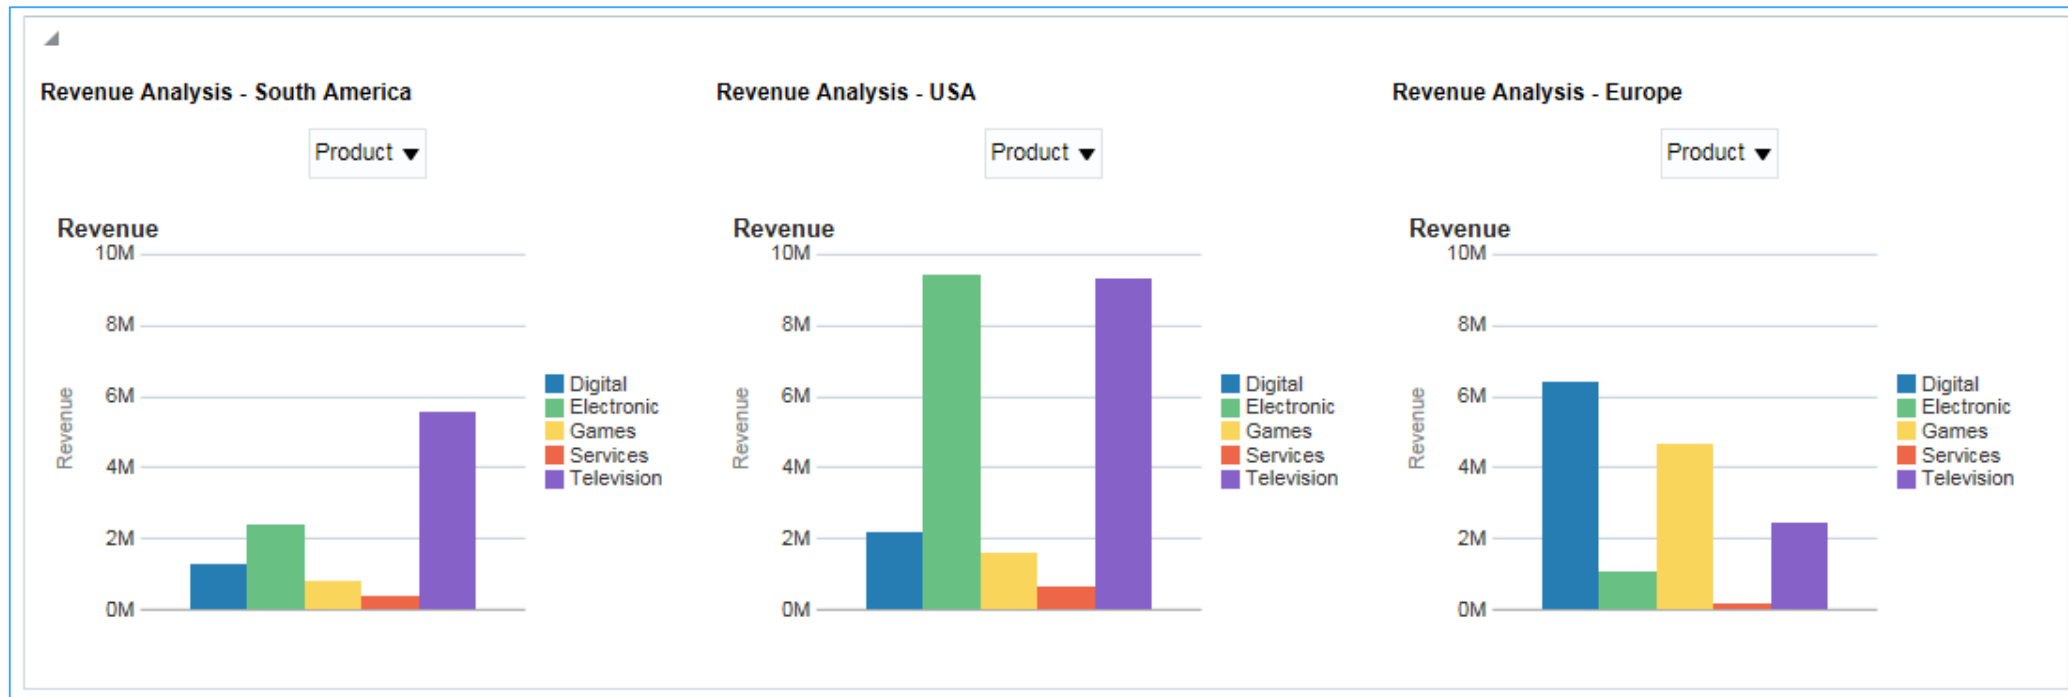 Revenue Analysis - South America
Product
Revenue
10M
8M
6M
4M
2M
0M
Revenue
Digital
Electronic
Games
Services
Television
Revenue Analysis - USA
Product
Revenue
10M
8M
6M
4M
2M
0M
Revenue
Digital
Electronic
Games
Services
Television
Revenue Analysis - Europe
Product
Revenue
10M
8M
6M
4M
2M
0M
Revenue
Digital
Electronic
Games
Services
Television